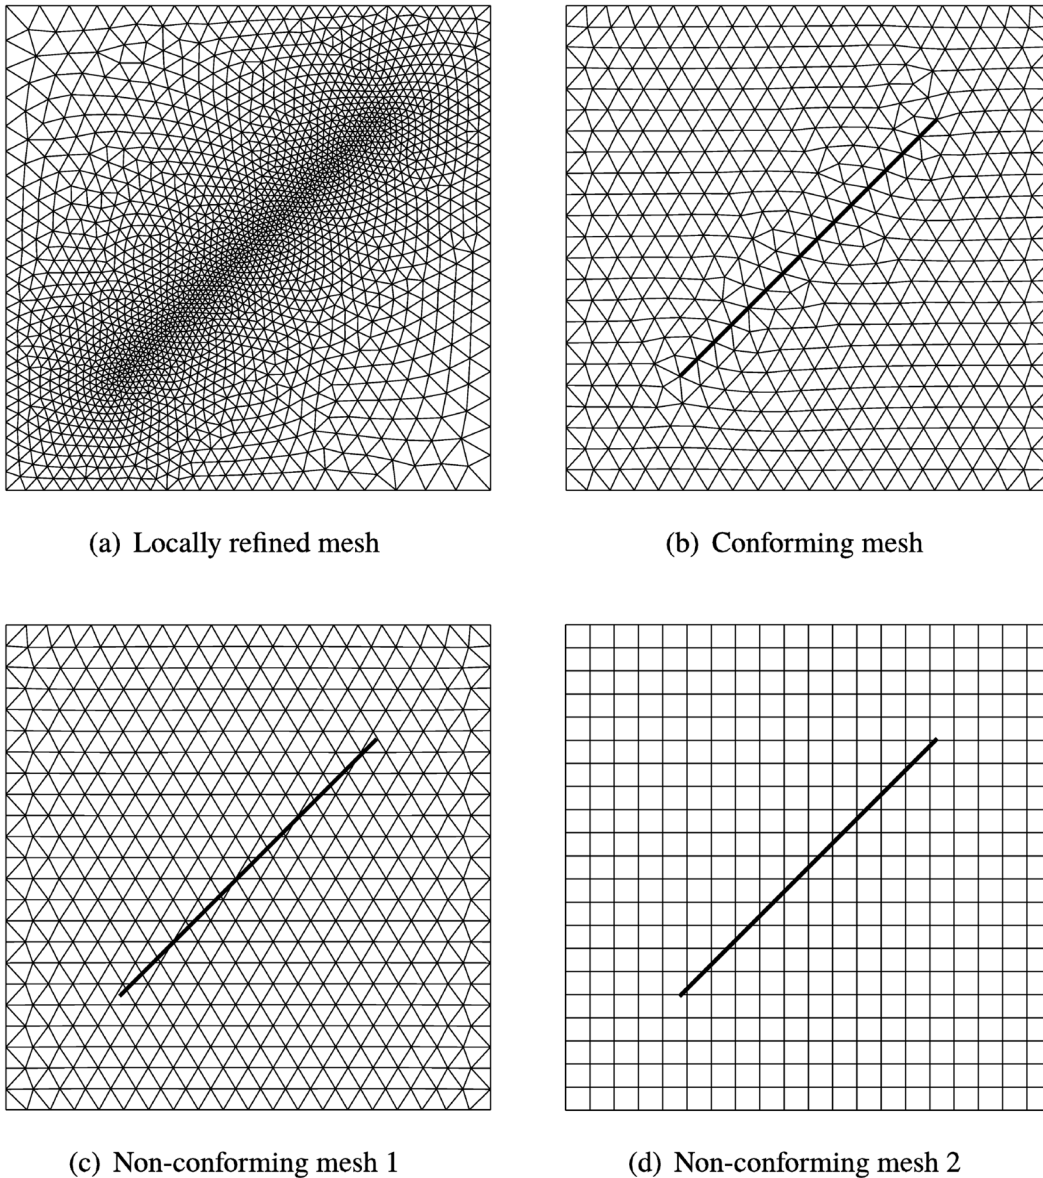 (a) Locally refined mesh
(b) Conforming mesh
(c) Non-conforming mesh 1
(d) Non-conforming mesh 2